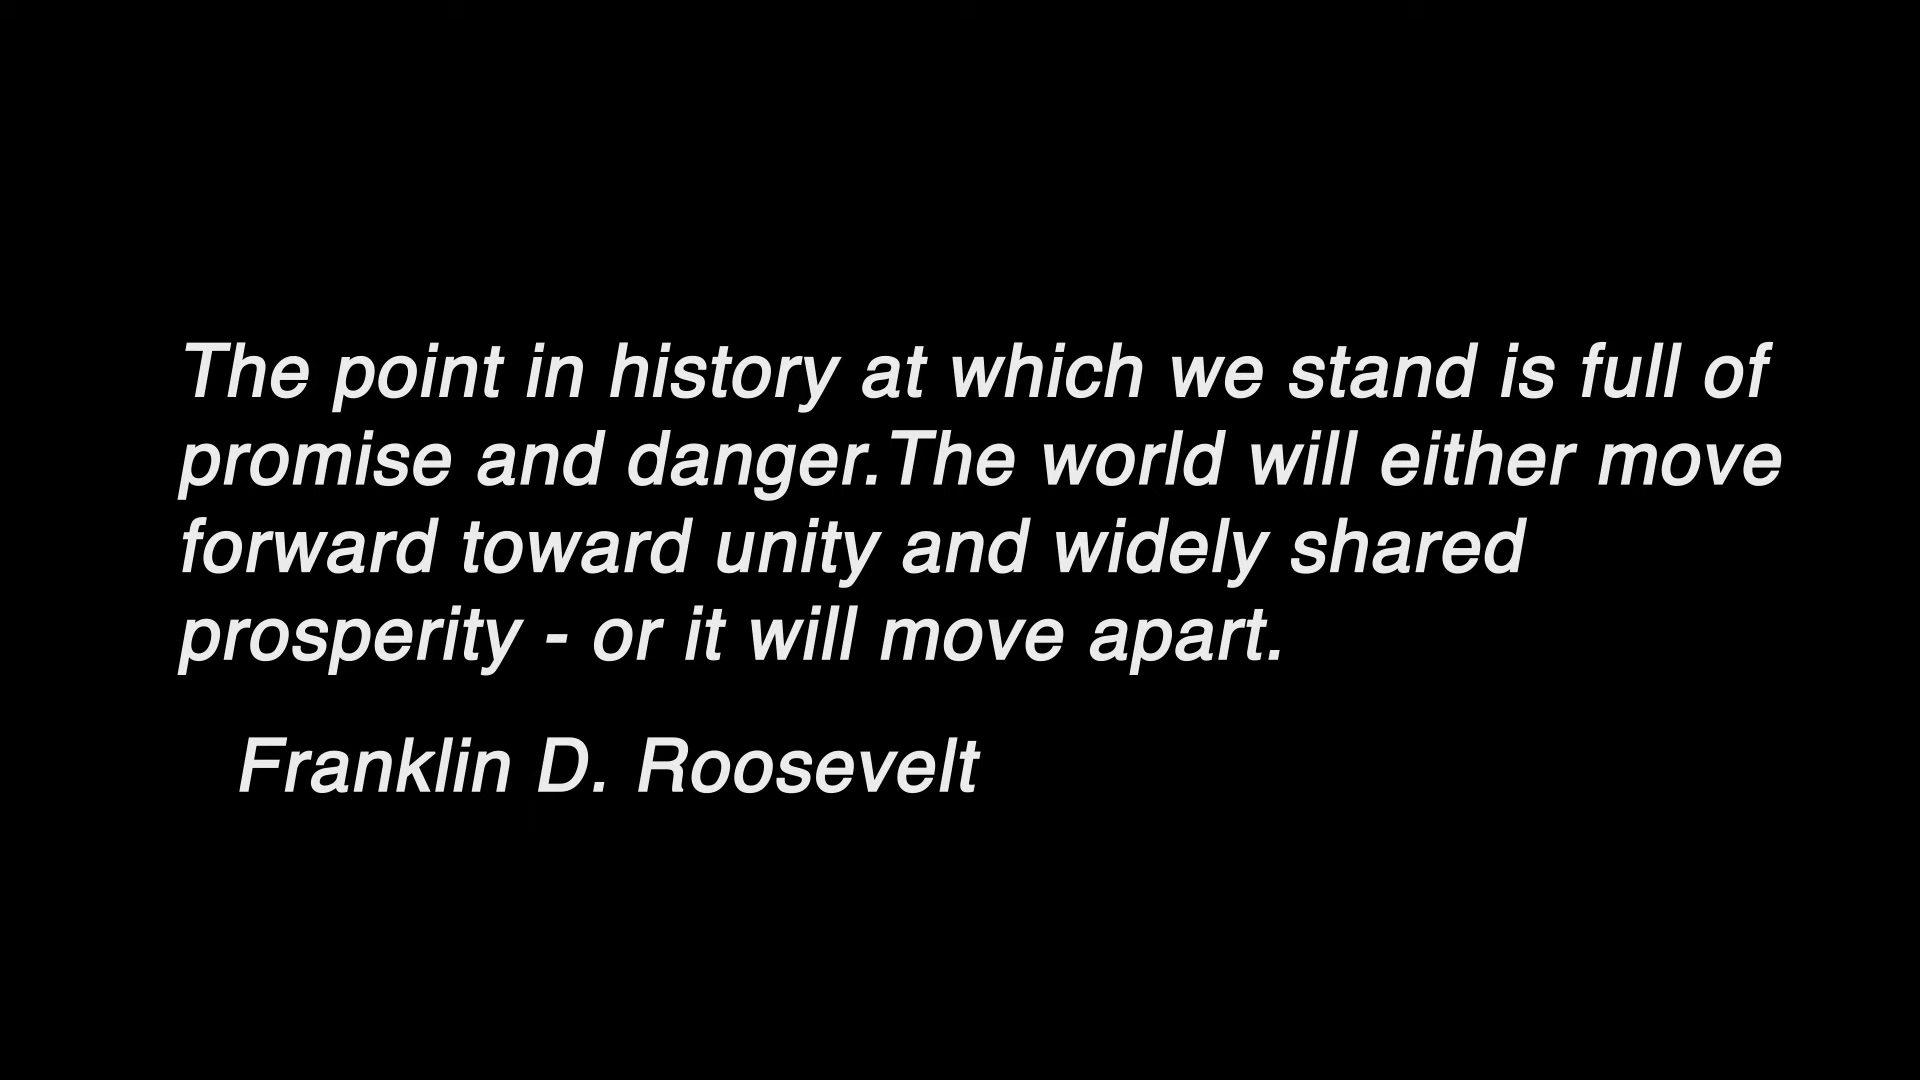 The point in history at which we stand is full of
promise and danger.The world will either move
forward toward unity and widely shared
prosperity - or it will move apart.
Franklin D. Roosevelt